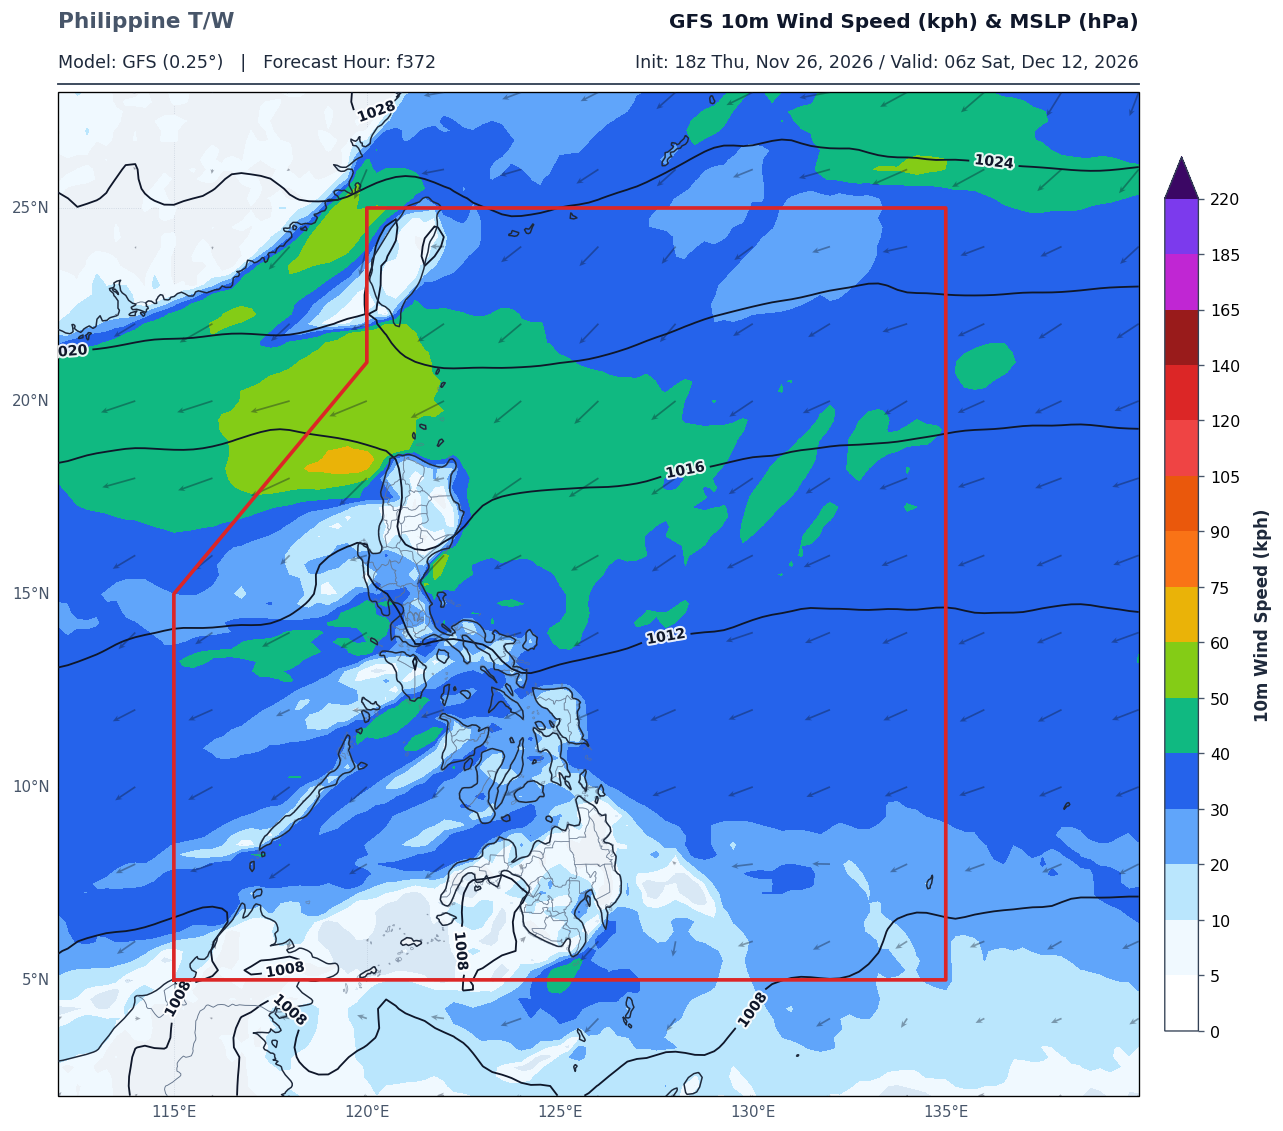 Philippine T/W
GFS 10m Wind Speed (kph) & MSLP (hPa)
Model: GFS (0.25°)   |   Forecast Hour: f372
Init: 18z Thu, Nov 26, 2026 / Valid: 06z Sat, Dec 12, 2026
1028
1024
020
1016
1012
1008
1008
1008
1008
1008
25°N
20°N
15°N
10°N
5°N
115°E
120°E
125°E
130°E
135°E
220
185
165
140
120
105
90
75
60
50
40
30
20
10
5
0
10m Wind Speed (kph)